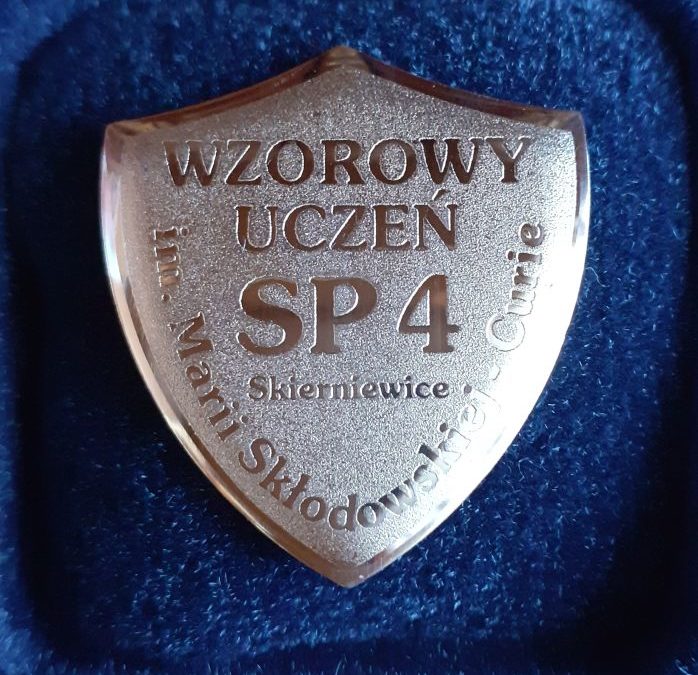 WZOROWY
UCZEŃ
SP 4
Skierniewice
im. Marii Skłodowskiej - Curie